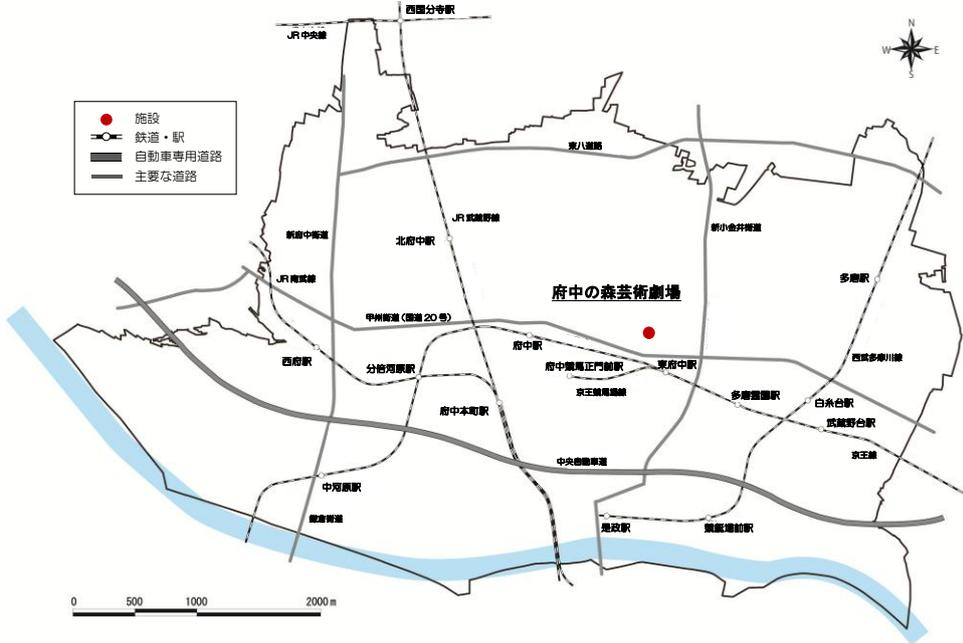 西国分寺駅
JR中央線
N
W
E
S
施設
鉄道・駅
自動車専用道路
主要な道路
東八道路
JR武蔵野線
新小金井街道
新府中街道
北府中駅
JR南武線
多磨駅
府中の森芸術劇場
甲州街道(国道20号)
府中駅
西府駅
分倍河原駅
府中競馬正門前駅
東府中駅
西武多摩川線
京王競馬場線
多磨霊園駅
白糸台駅
府中本町駅
武蔵野台駅
京王線
中央自動車道
中河原駅
鎌倉街道
是政駅
競艇場前駅
0 500 1000 2000m